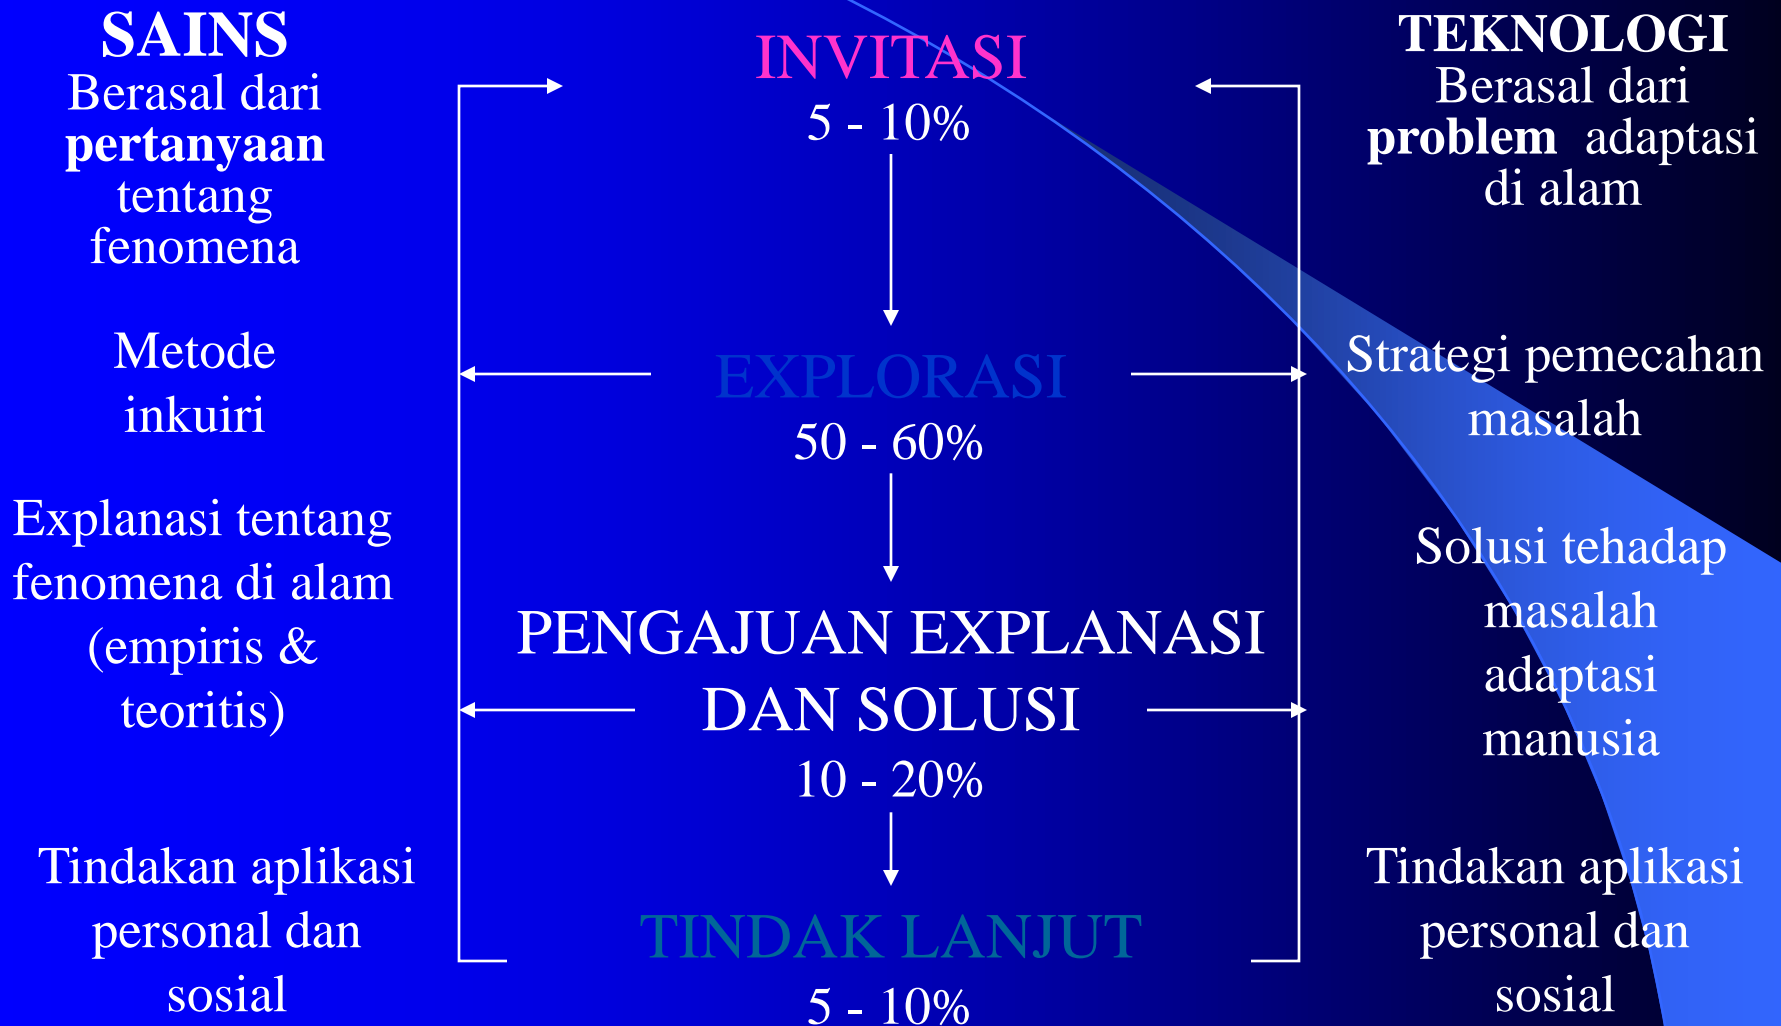 SAINS
Berasal dari
pertanyaan
tentang
fenomena
Metode
inkuiri
Explanasi tentang
fenomena di alam
(empiris &
teoritis)
Tindakan aplikasi
personal dan
sosial
INVITASI
5 - 10%
EXPLORASI
50 - 60%
PENGAJUAN EXPLANASI
DAN SOLUSI
10 - 20%
TINDAK LANJUT
5 - 10%
TEKNOLOGI
Berasal dari
problem adaptasi
di alam
Strategi pemecahan
masalah
Solusi tehadap
masalah
adaptasi
manusia
Tindakan aplikasi
personal dan
sosial